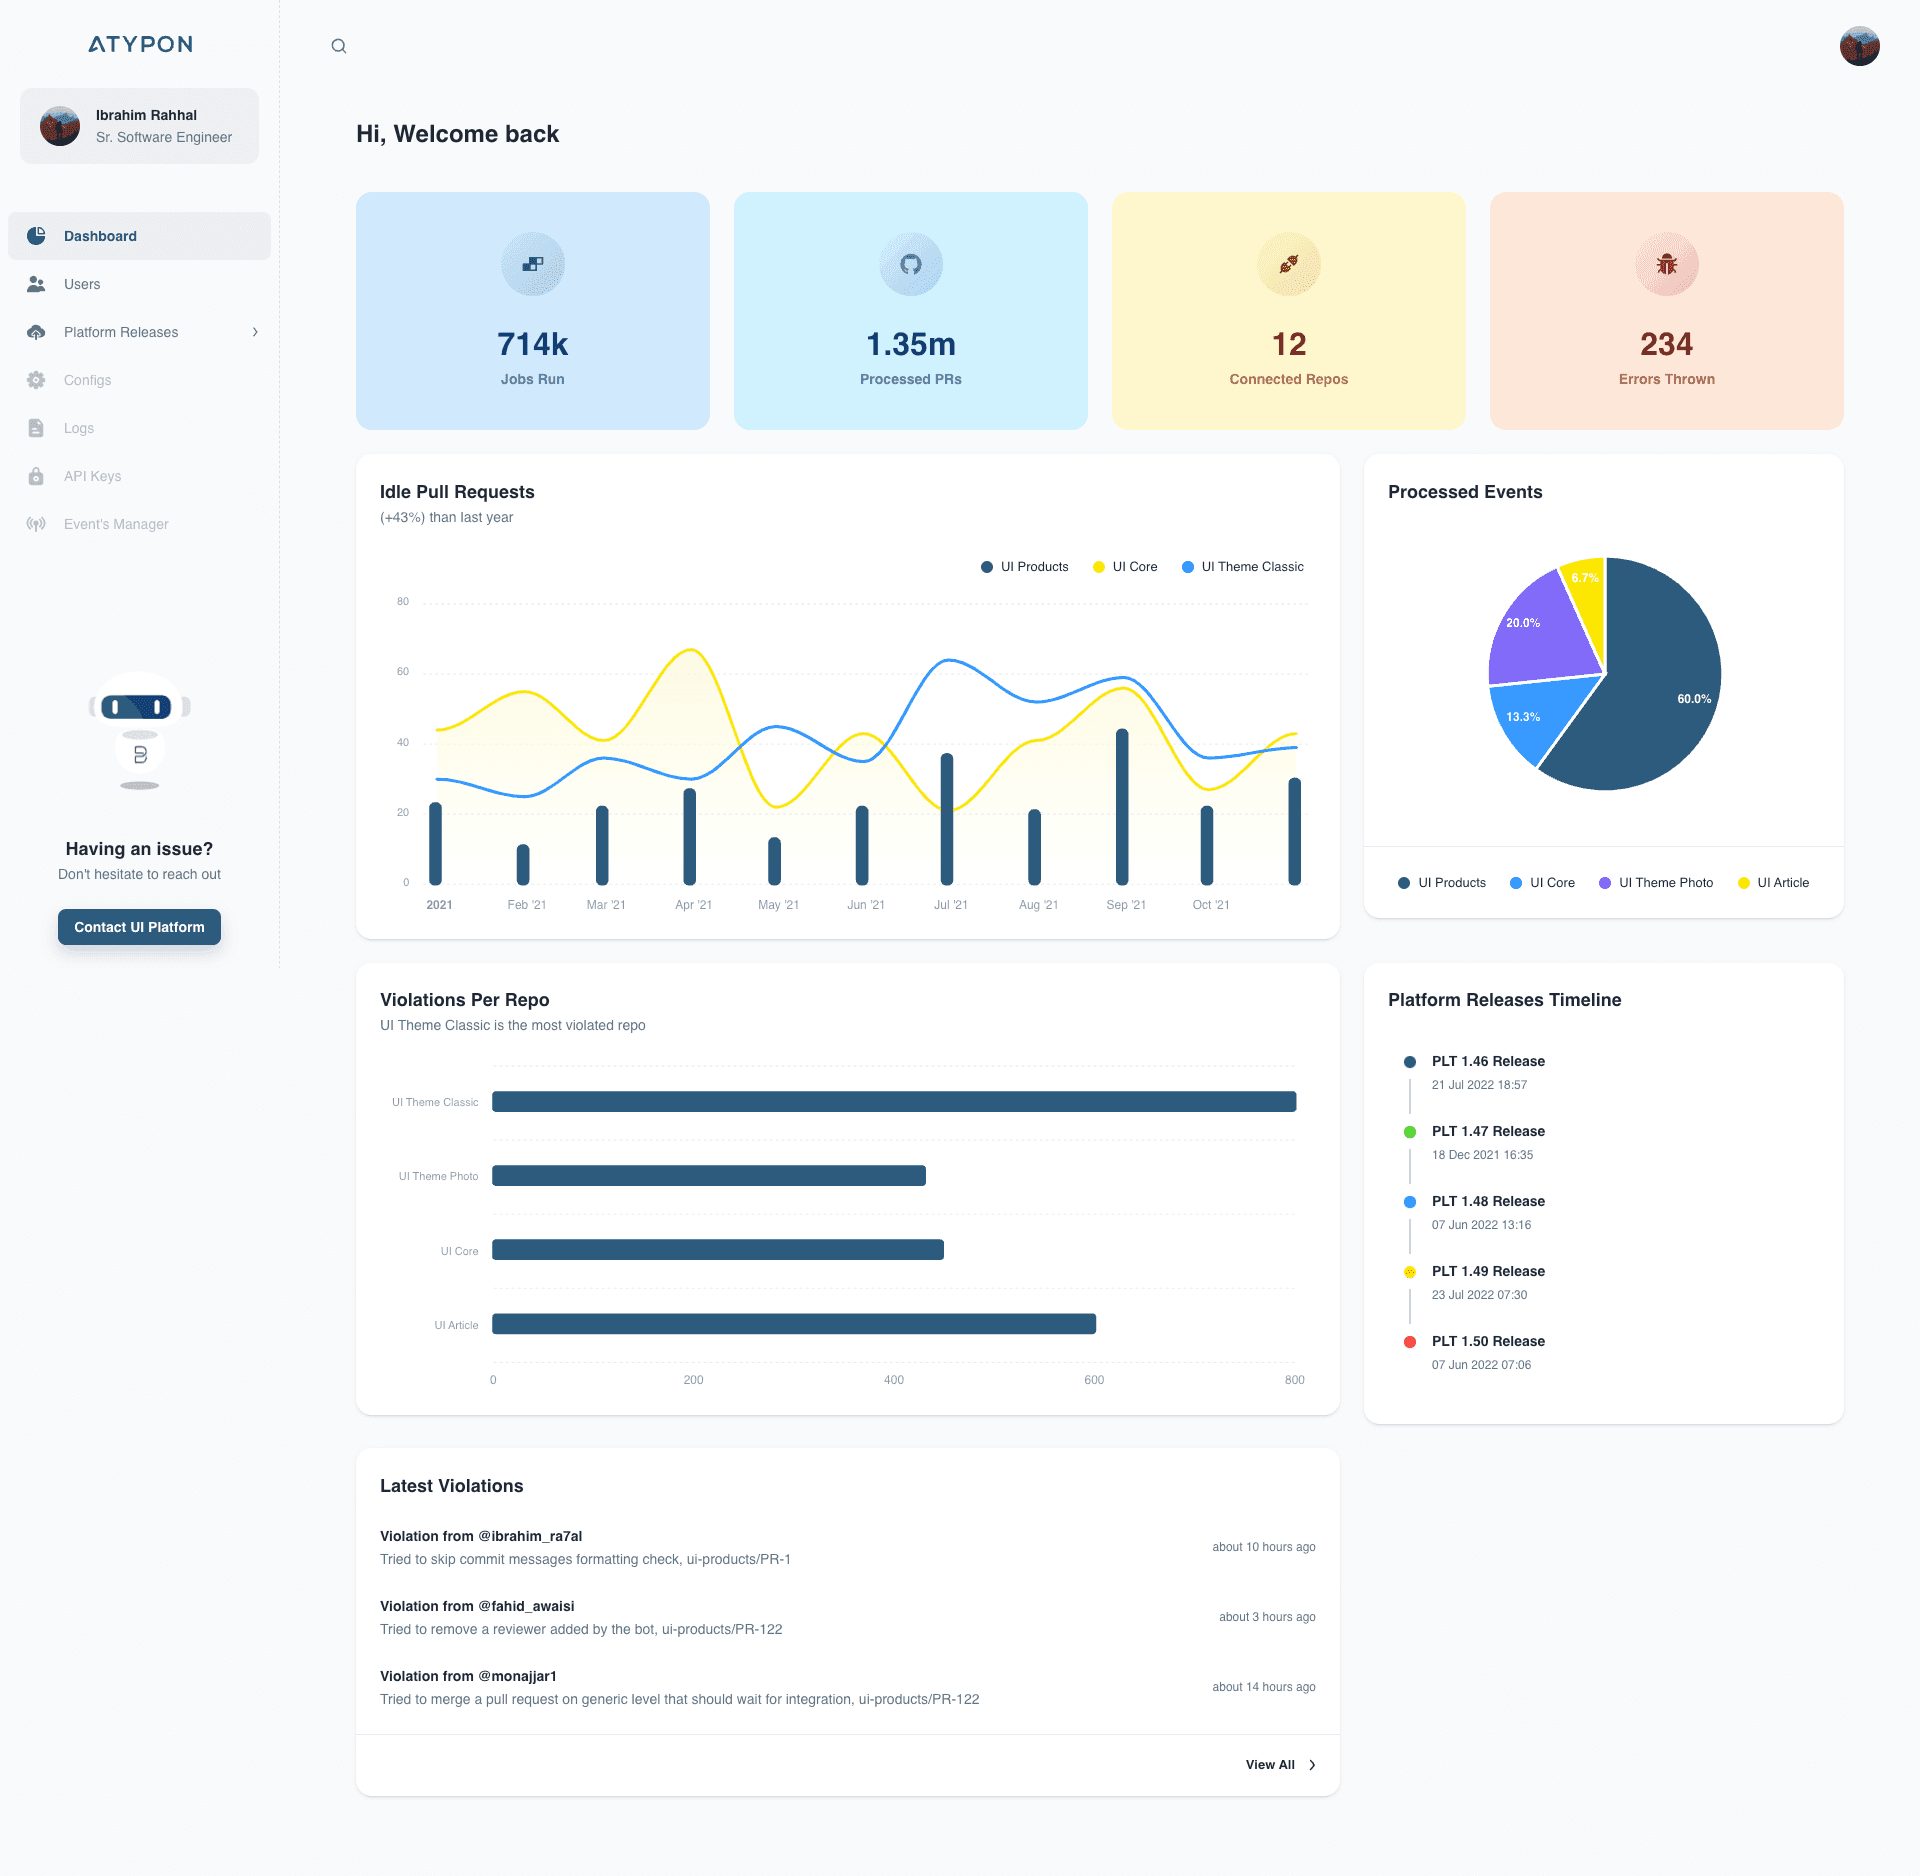 ATYPON
Ibrahim Rahhal
Sr. Software Engineer
Dashboard
Users
Platform Releases
Configs
Logs
API Keys
Event's Manager
B
Having an issue?
Don't hesitate to reach out
Contact UI Platform
Hi, Welcome back
714k
Jobs Run
1.35m
Processed PRs
12
Connected Repos
234
Errors Thrown
Idle Pull Requests
(+43%) than last year
UI Products UI Core UI Theme Classic
80
60
40
20
0
2021 Feb '21 Mar '21 Apr '21 May '21 Jun '21 Jul '21 Aug '21 Sep '21 Oct '21
Processed Events
6.7%
20.0%
60.0%
13.3%
UI Products UI Core UI Theme Photo UI Article
Violations Per Repo
UI Theme Classic is the most violated repo
UI Theme Classic
UI Theme Photo
UI Core
UI Article
0 200 400 600 800
Platform Releases Timeline
PLT 1.46 Release
21 Jul 2022 18:57
PLT 1.47 Release
18 Dec 2021 16:35
PLT 1.48 Release
07 Jun 2022 13:16
PLT 1.49 Release
23 Jul 2022 07:30
PLT 1.50 Release
07 Jun 2022 07:06
Latest Violations
Violation from @ibrahim_ra7al
Tried to skip commit messages formatting check, ui-products/PR-1
about 10 hours ago
Violation from @fahid_awaisi
Tried to remove a reviewer added by the bot, ui-products/PR-122
about 3 hours ago
Violation from @monajjar1
Tried to merge a pull request on generic level that should wait for integration, ui-products/PR-122
about 14 hours ago
View All